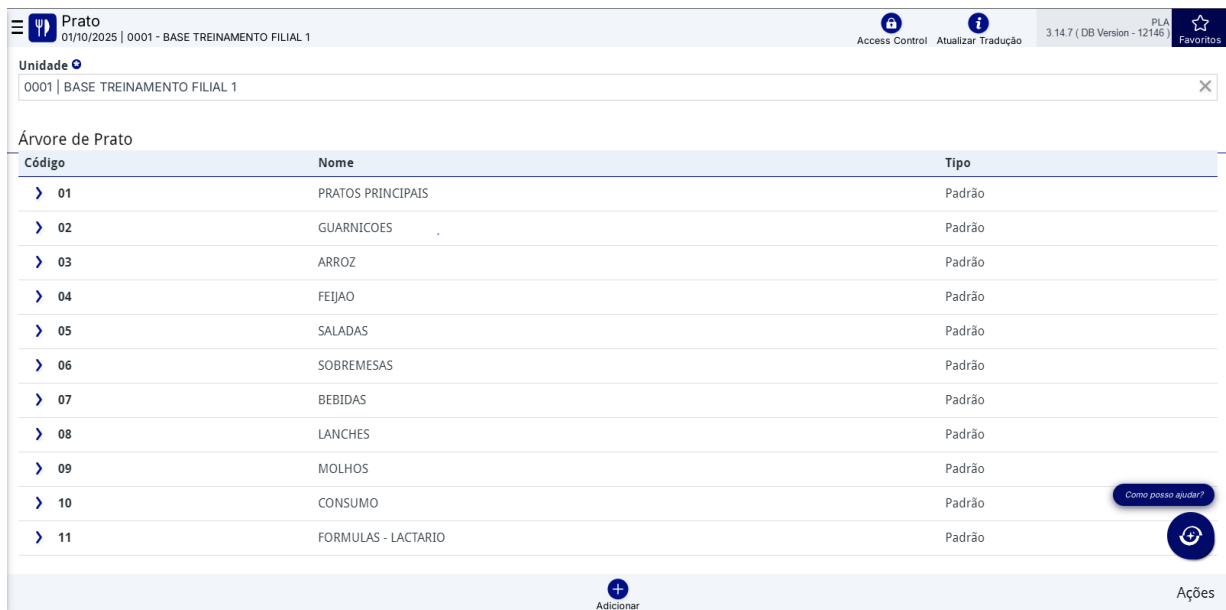 Prato
01/10/2025 | 0001 - BASE TREINAMENTO FILIAL 1
Access Control
Atualizar Tradução
PLA
3.14.7 ( DB Version - 12146 )
Favoritos
Unidade
0001 | BASE TREINAMENTO FILIAL 1
Árvore de Prato
Código Nome Tipo
01 PRATOS PRINCIPAIS Padrão
02 GUARNICOES Padrão
03 ARROZ Padrão
04 FEIJAO Padrão
05 SALADAS Padrão
06 SOBREMESAS Padrão
07 BEBIDAS Padrão
08 LANCHES Padrão
09 MOLHOS Padrão
10 CONSUMO Padrão
11 FORMULAS - LACTARIO Padrão
Como posso ajudar?
Adicionar
Ações